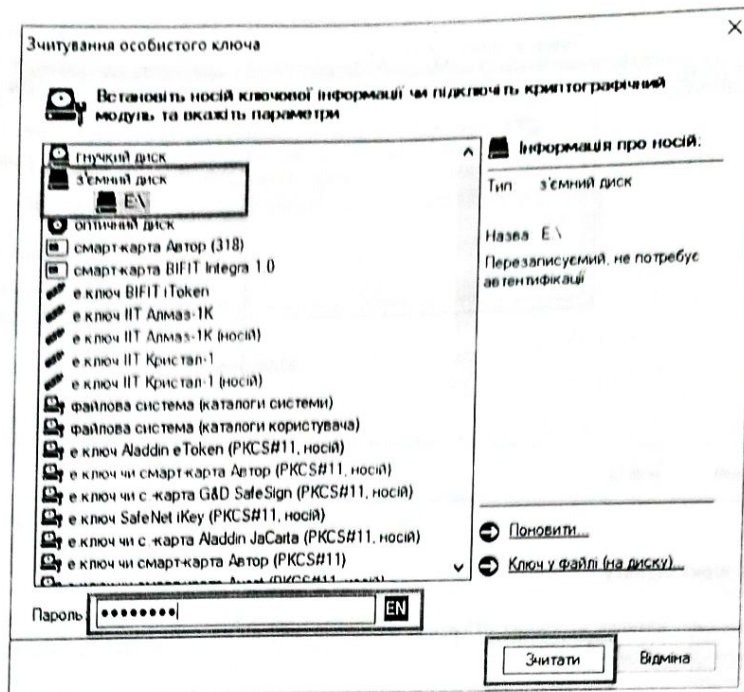 Зчитування особистого ключа
Встановіть носій ключової інформації чи підключіть криптографічний
модуль та вкажіть параметри
гнучкий диск
з'ємний диск
E:\
оптичний диск
смарт-карта Автор (318)
смарт-карта BIFIT Integra 1.0
е.ключ BIFIT iToken
е.ключ ІІТ Алмаз-1К
е.ключ ІІТ Алмаз-1К (носій)
е.ключ ІІТ Кристал-1
е.ключ ІІТ Кристал-1 (носій)
файлова система (каталоги системи)
файлова система (каталоги користувача)
е.ключ Aladdin eToken (PKCS#11, носій)
е.ключ чи смарт-карта Автор (PKCS#11, носій)
е.ключ чи с.-карта G&D SafeSign (PKCS#11, носій)
е.ключ SafeNet iKey (PKCS#11, носій)
е.ключ чи с.-карта Aladdin JaCarta (PKCS#11, носій)
е.ключ чи смарт-карта Автор (PKCS#11)
Інформація про носій:
Тип з'ємний диск
Назва E:\
Перезаписуємий, не потребує
автентифікації
Поновити...
Ключ у файлі (на диску)...
Пароль
EN
Зчитати
Відміна